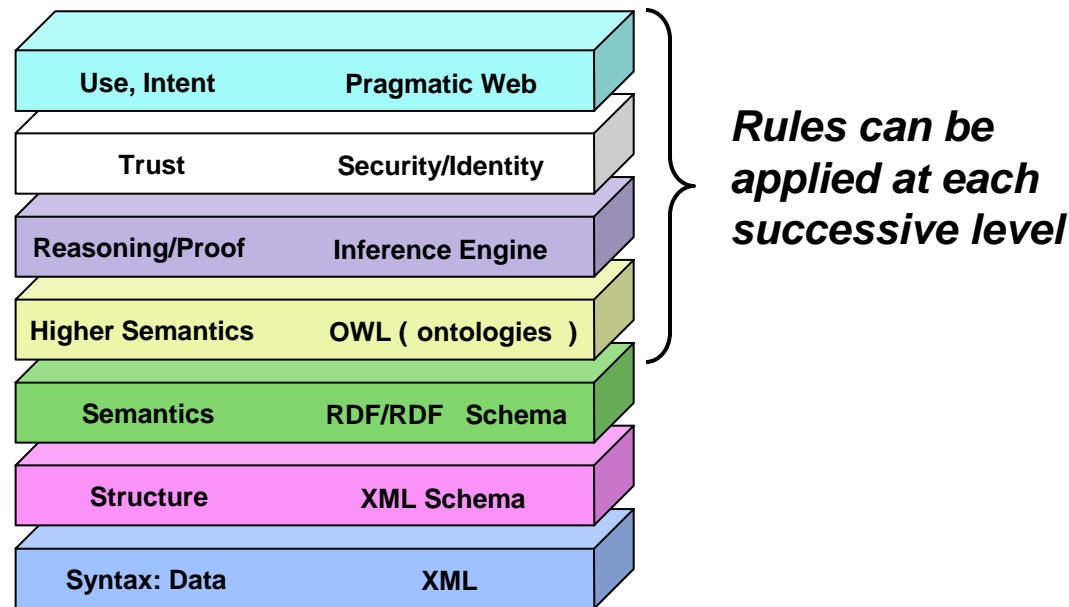 Use, Intent Pragmatic Web
Trust Security/Identity
Reasoning/Proof Inference Engine
Higher Semantics OWL ( ontologies )
Semantics RDF/RDF Schema
Structure XML Schema
Syntax: Data XML
Rules can be
applied at each
successive level